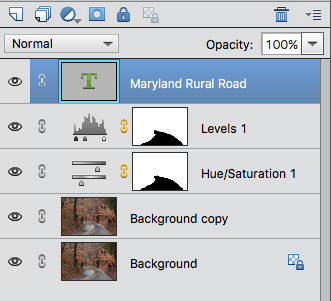 Normal Opacity: 100%
T Maryland Rural Road
Levels 1
Hue/Saturation 1
Background copy
Background